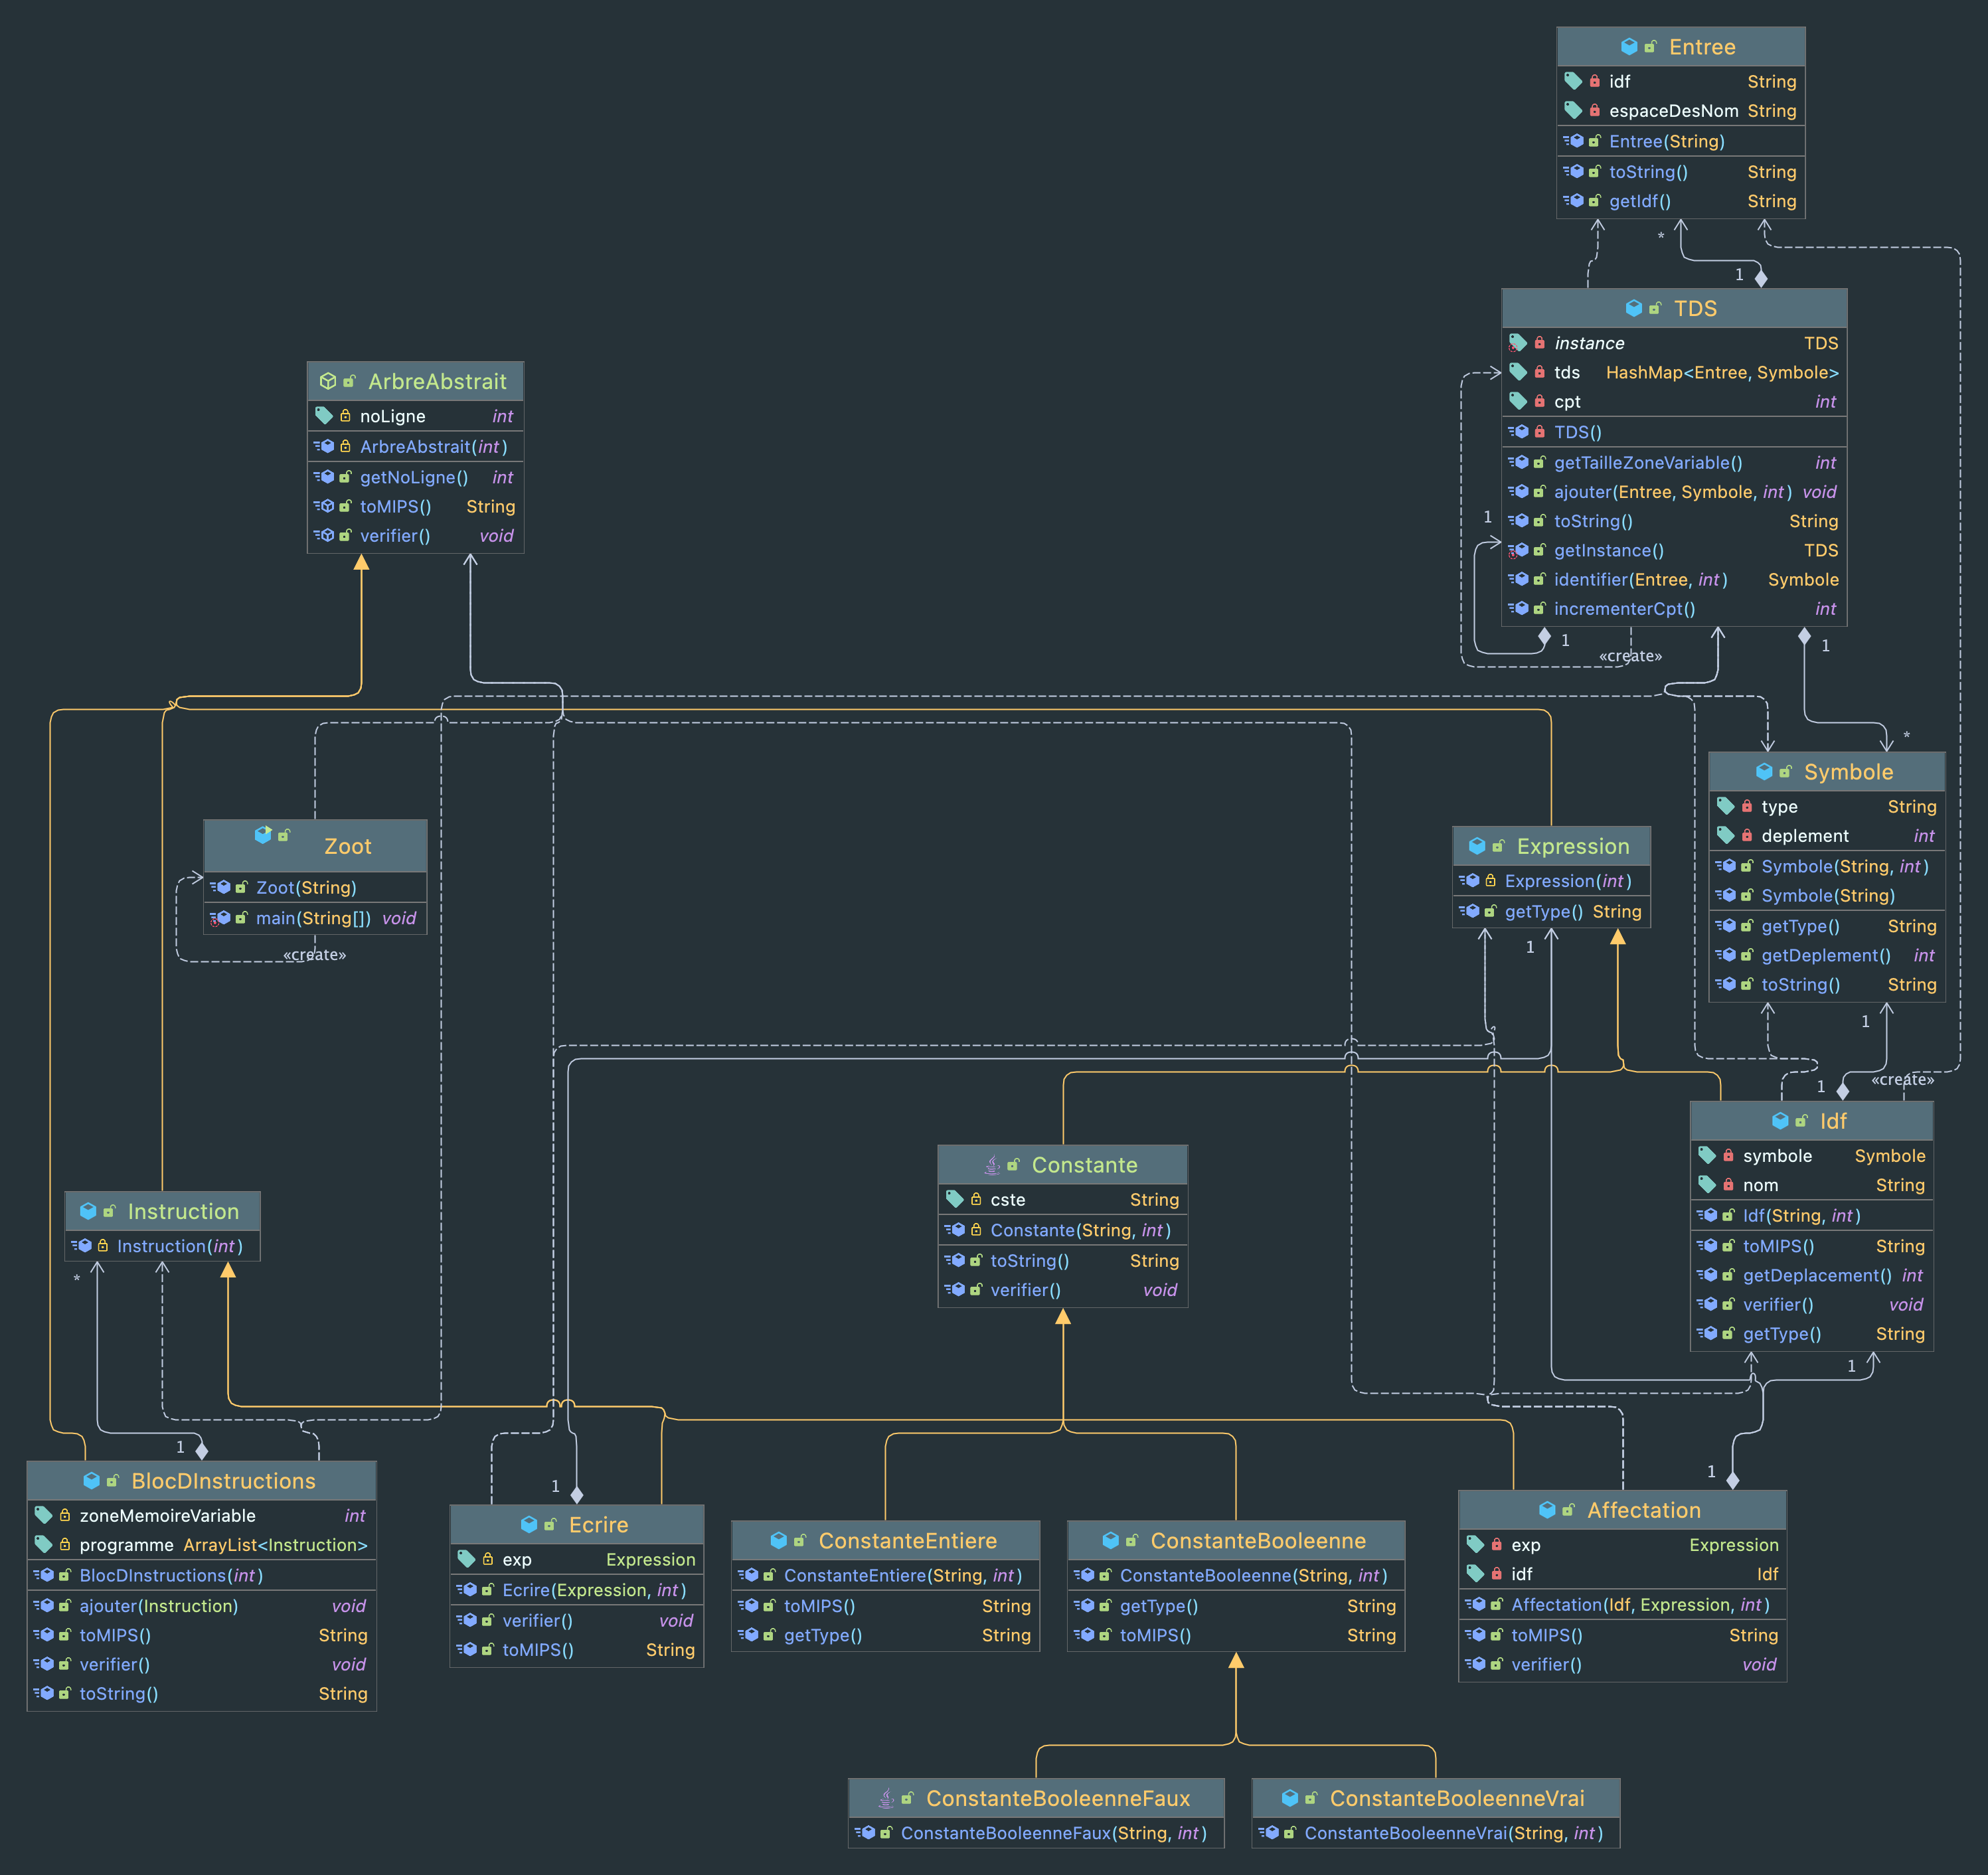 Entree
idf String
espaceDesNom String
Entree(String)
toString() String
getIdf() String
*
1
TDS
instance TDS
tds HashMap<Entree, Symbole>
cpt int
TDS()
getTailleZoneVariable() int
ajouter(Entree, Symbole, int) void
toString() String
getInstance() TDS
identifier(Entree, int) Symbole
incrementerCpt() int
1
1
«create»
1
*
ArbreAbstrait
noLigne int
ArbreAbstrait(int)
getNoLigne() int
toMIPS() String
verifier() void
Symbole
type String
deplement int
Symbole(String, int)
Symbole(String)
getType() String
getDeplement() int
toString() String
1
1
«create»
Zoot
Zoot(String)
main(String[]) void
«create»
Expression
Expression(int)
getType() String
1
Idf
symbole Symbole
nom String
Idf(String, int)
toMIPS() String
getDeplacement() int
verifier() void
getType() String
1
Constante
cste String
Constante(String, int)
toString() String
verifier() void
Instruction
Instruction(int)
*
1
BlocDInstructions
zoneMemoireVariable int
programme ArrayList<Instruction>
BlocDInstructions(int)
ajouter(Instruction) void
toMIPS() String
verifier() void
toString() String
1
Ecrire
exp Expression
Ecrire(Expression, int)
verifier() void
toMIPS() String
ConstanteEntiere
ConstanteEntiere(String, int)
toMIPS() String
getType() String
ConstanteBooleenne
ConstanteBooleenne(String, int)
getType() String
toMIPS() String
1
Affectation
exp Expression
idf Idf
Affectation(Idf, Expression, int)
toMIPS() String
verifier() void
ConstanteBooleenneFaux
ConstanteBooleenneFaux(String, int)
ConstanteBooleenneVrai
ConstanteBooleenneVrai(String, int)